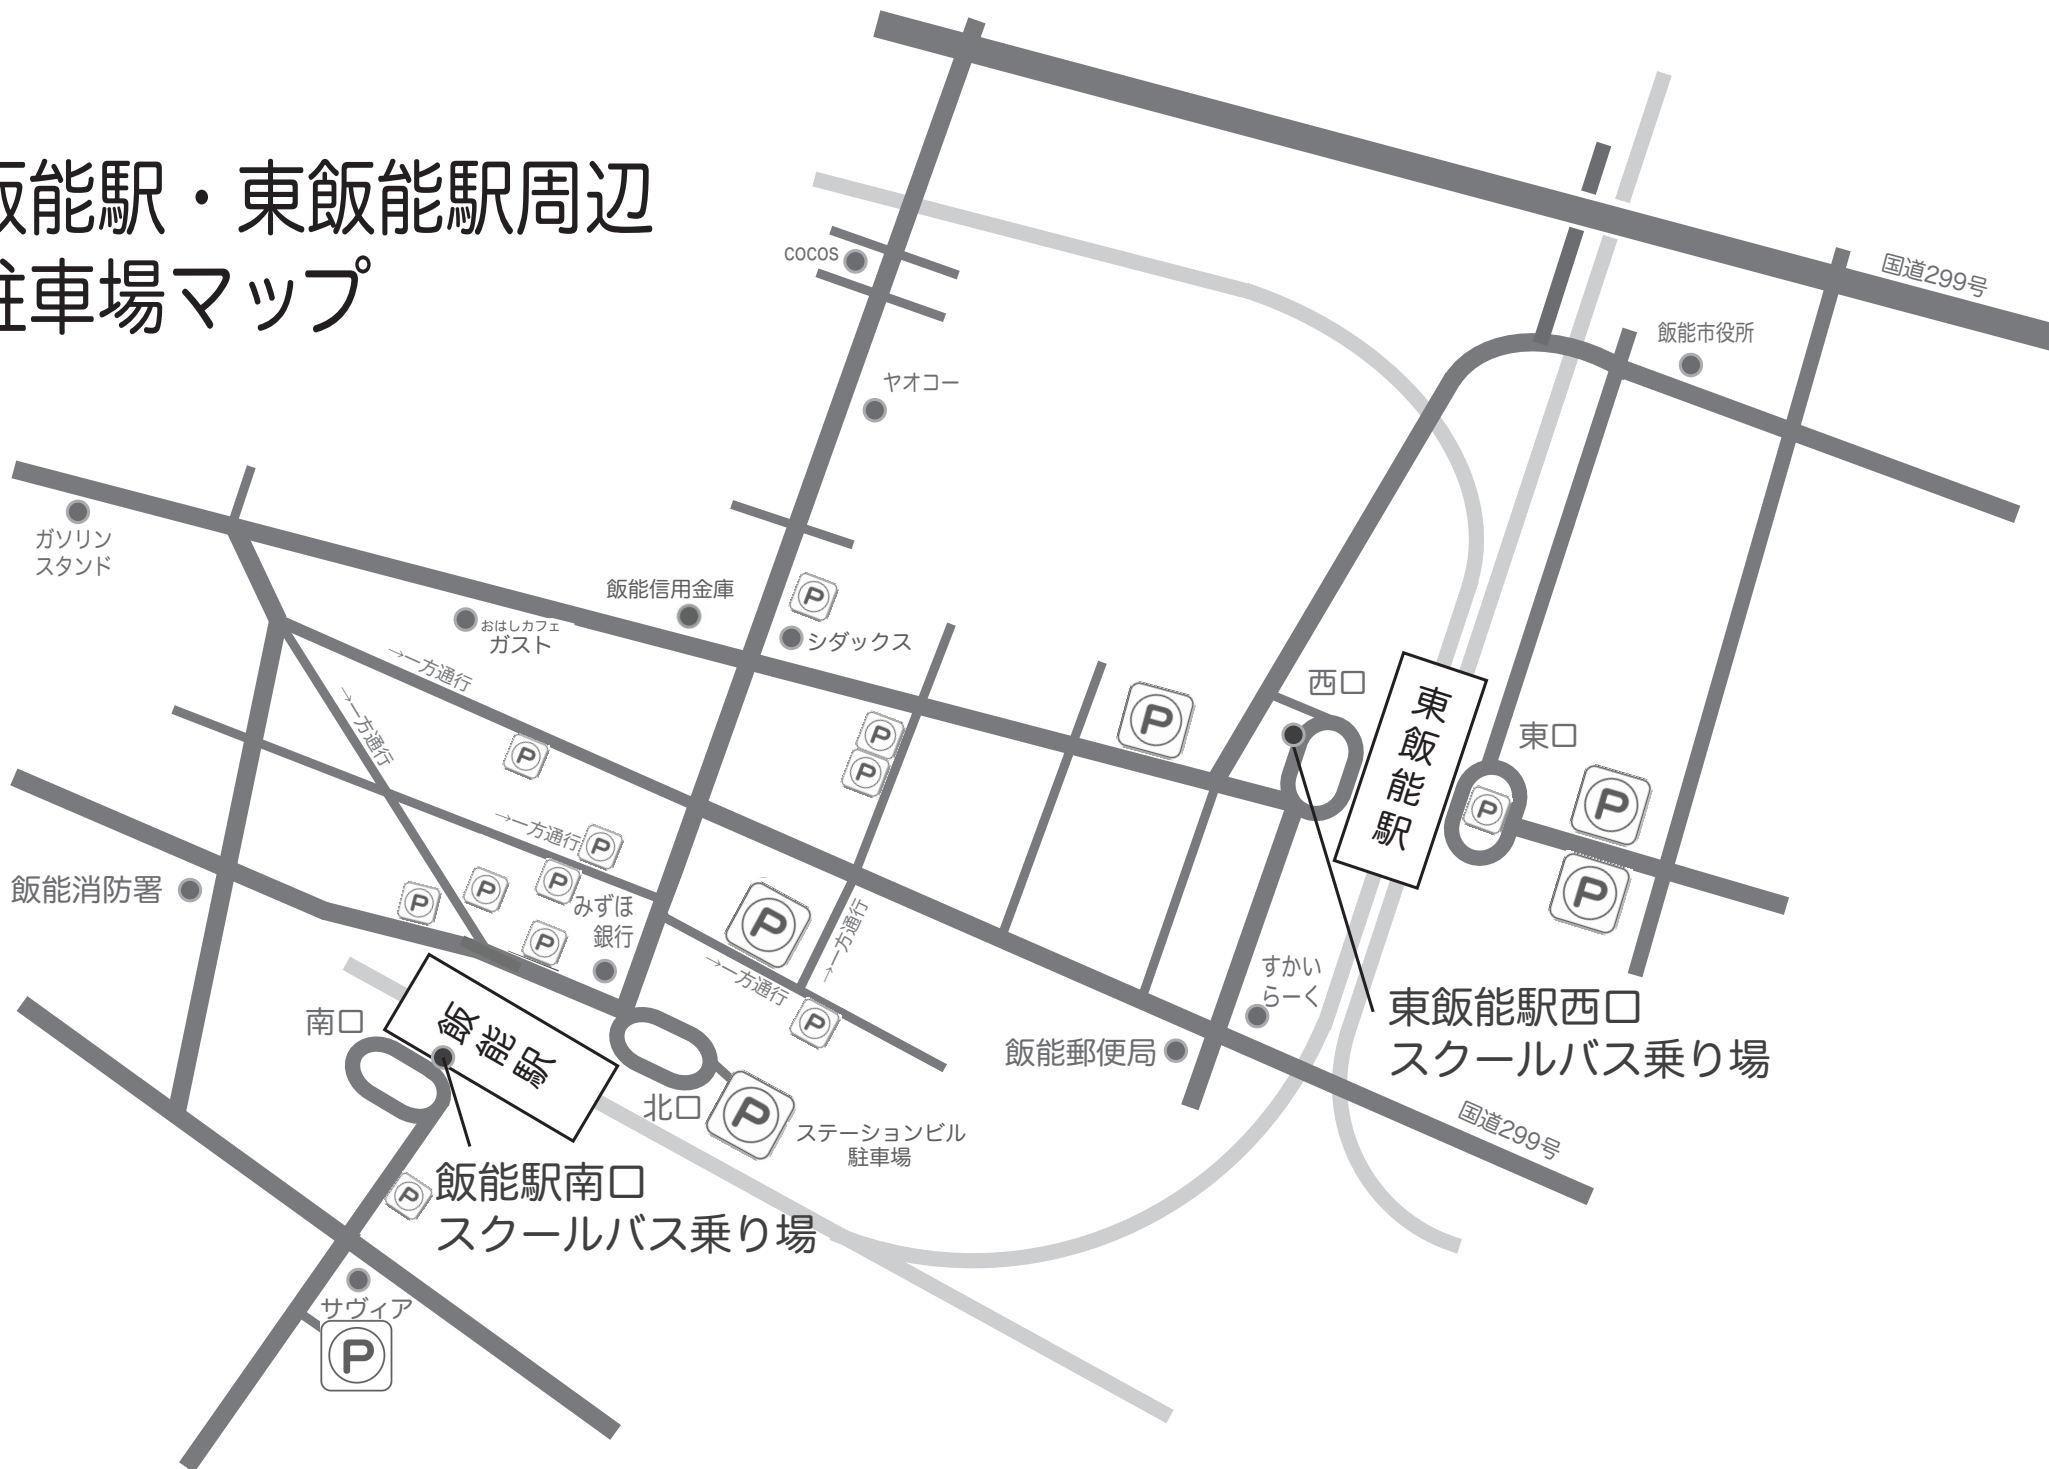 飯能駅・東飯能駅周辺
駐車場マップ
cocos
国道299号
飯能市役所
ヤオコー
ガソリン
スタンド
飯能信用金庫
おはしカフェ
ガスト
シダックス
→一方通行
→一方通行
西口
東飯能駅
東口
P
P
P
P
P
P
P
P
→一方通行
P
P
P
P
P
みずほ
銀行
P
→一方通行
→一方通行
P
飯能消防署
すかい
らーく
東飯能駅西口
スクールバス乗り場
南口
飯能駅
飯能郵便局
北口
P
ステーションビル
駐車場
国道299号
飯能駅南口
スクールバス乗り場
P
サヴィア
P